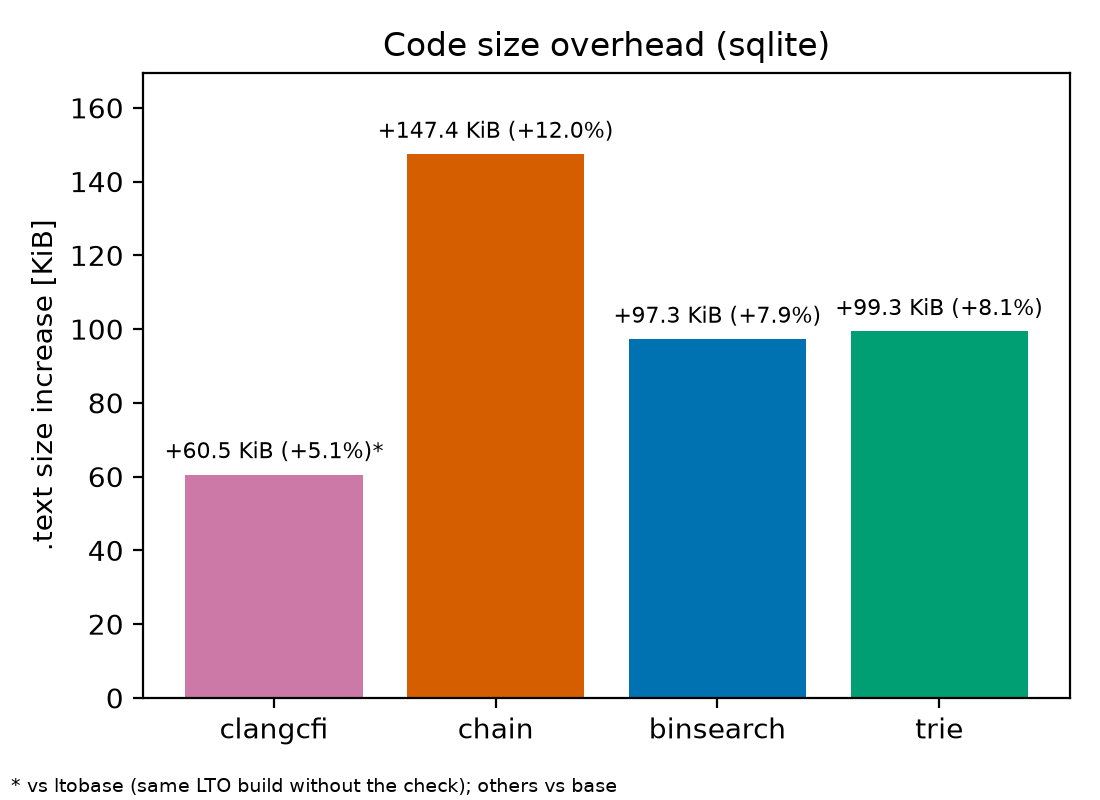 Code size overhead (sqlite)
.text size increase [KiB]
160
140
120
100
80
60
40
20
0
+60.5 KiB (+5.1%)*
+147.4 KiB (+12.0%)
+97.3 KiB (+7.9%)
+99.3 KiB (+8.1%)
clangcfi
chain
binsearch
trie
* vs ltobase (same LTO build without the check); others vs base